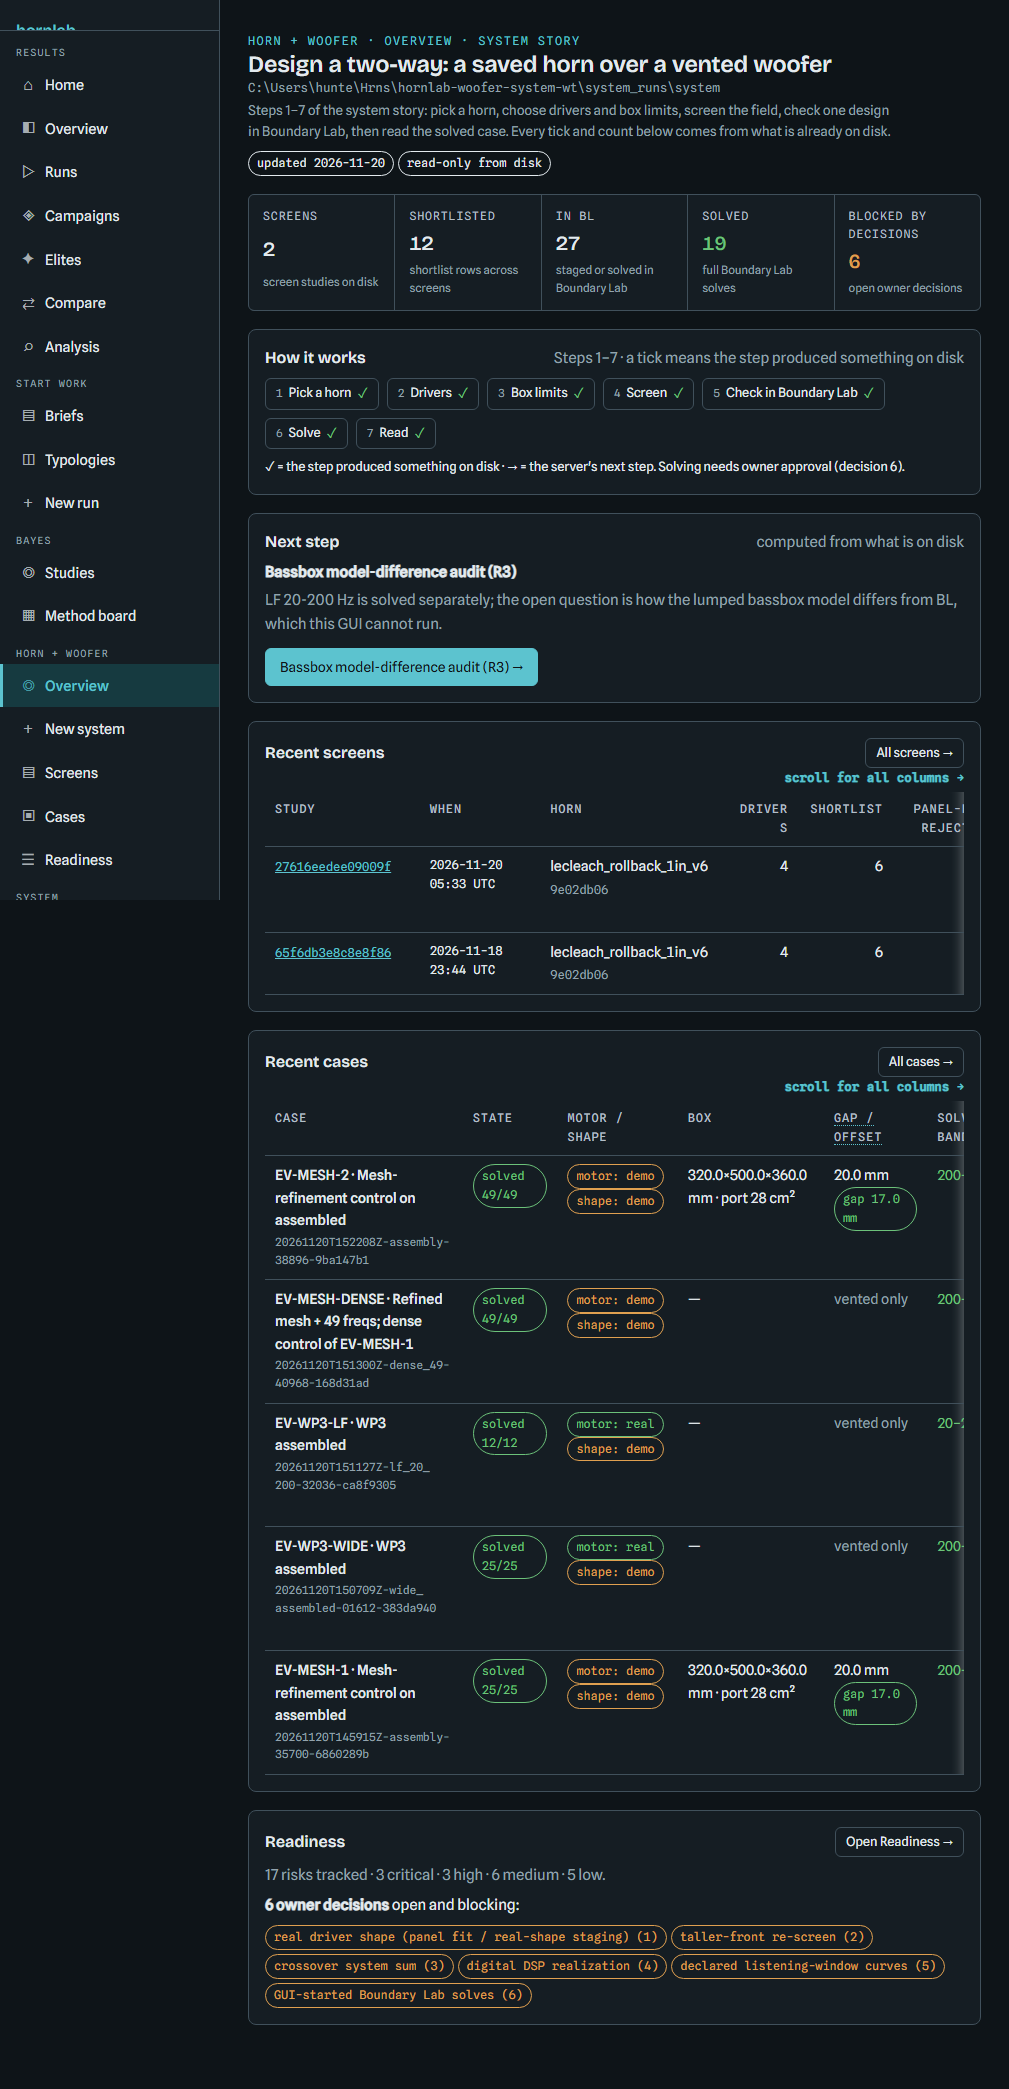 hornlab
RESULTS
Home
Overview
Runs
Campaigns
Elites
Compare
Analysis
START WORK
Briefs
Typologies
New run
BAYES
Studies
Method board
HORN + WOOFER
Overview
New system
Screens
Cases
Readiness
SYSTEM
HORN + WOOFER · OVERVIEW · SYSTEM STORY
Design a two-way: a saved horn over a vented woofer
C:\Users\hunte\Hrns\hornlab-woofer-system-wt\system_runs\system
Steps 1–7 of the system story: pick a horn, choose drivers and box limits, screen the field, check one design
in Boundary Lab, then read the solved case. Every tick and count below comes from what is already on disk.
updated 2026-11-20 read-only from disk
SCREENS
2
screen studies on disk
SHORTLISTED
12
shortlist rows across
screens
IN BL
27
staged or solved in
Boundary Lab
SOLVED
19
full Boundary Lab
solves
BLOCKED BY
DECISIONS
6
open owner decisions
How it works
Steps 1–7 · a tick means the step produced something on disk
1 Pick a horn ✓ 2 Drivers ✓ 3 Box limits ✓ 4 Screen ✓ 5 Check in Boundary Lab ✓
6 Solve ✓ 7 Read ✓
✓ = the step produced something on disk · → = the server's next step. Solving needs owner approval (decision 6).
Next step
computed from what is on disk
Bassbox model-difference audit (R3)
LF 20-200 Hz is solved separately; the open question is how the lumped bassbox model differs from BL,
which this GUI cannot run.
Bassbox model-difference audit (R3) →
Recent screens
All screens →
scroll for all columns →
STUDY WHEN HORN DRIVER SHORTLIST PANEL-
S REJEC
27616eedee09009f 2026-11-20 lecleach_rollback_1in_v6 4 6
05:33 UTC 9e02db06
65f6db3e8c8e8f86 2026-11-18 lecleach_rollback_1in_v6 4 6
23:44 UTC 9e02db06
Recent cases
All cases →
scroll for all columns →
CASE STATE MOTOR / BOX GAP / SOLV
SHAPE OFFSET BAN
EV-MESH-2 · Mesh-
refinement control on
assembled
20261120T152208Z-assembly-
38896-9ba147b1
solved
49/49
motor: demo
shape: demo
320.0×500.0×360.0
mm · port 28 cm²
20.0 mm
gap 17.0
mm
200-
EV-MESH-DENSE · Refined
mesh + 49 freqs; dense
control of EV-MESH-1
20261120T151300Z-dense_49-
40968-168d31ad
solved
49/49
motor: demo
shape: demo
—
vented only
200-
EV-WP3-LF · WP3
assembled
20261120T151127Z-lf_20_
200-32036-ca8f9305
solved
12/12
motor: real
shape: demo
—
vented only
20–2
EV-WP3-WIDE · WP3
assembled
20261120T150709Z-wide_
assembled-01612-383da940
solved
25/25
motor: real
shape: demo
—
vented only
200-
EV-MESH-1 · Mesh-
refinement control on
assembled
20261120T145915Z-assembly-
35700-6860289b
solved
25/25
motor: demo
shape: demo
320.0×500.0×360.0
mm · port 28 cm²
20.0 mm
gap 17.0
mm
200-
Readiness
Open Readiness →
17 risks tracked · 3 critical · 3 high · 6 medium · 5 low.
6 owner decisions open and blocking:
real driver shape (panel fit / real-shape staging) (1) taller-front re-screen (2)
crossover system sum (3) digital DSP realization (4) declared listening-window curves (5)
GUI-started Boundary Lab solves (6)